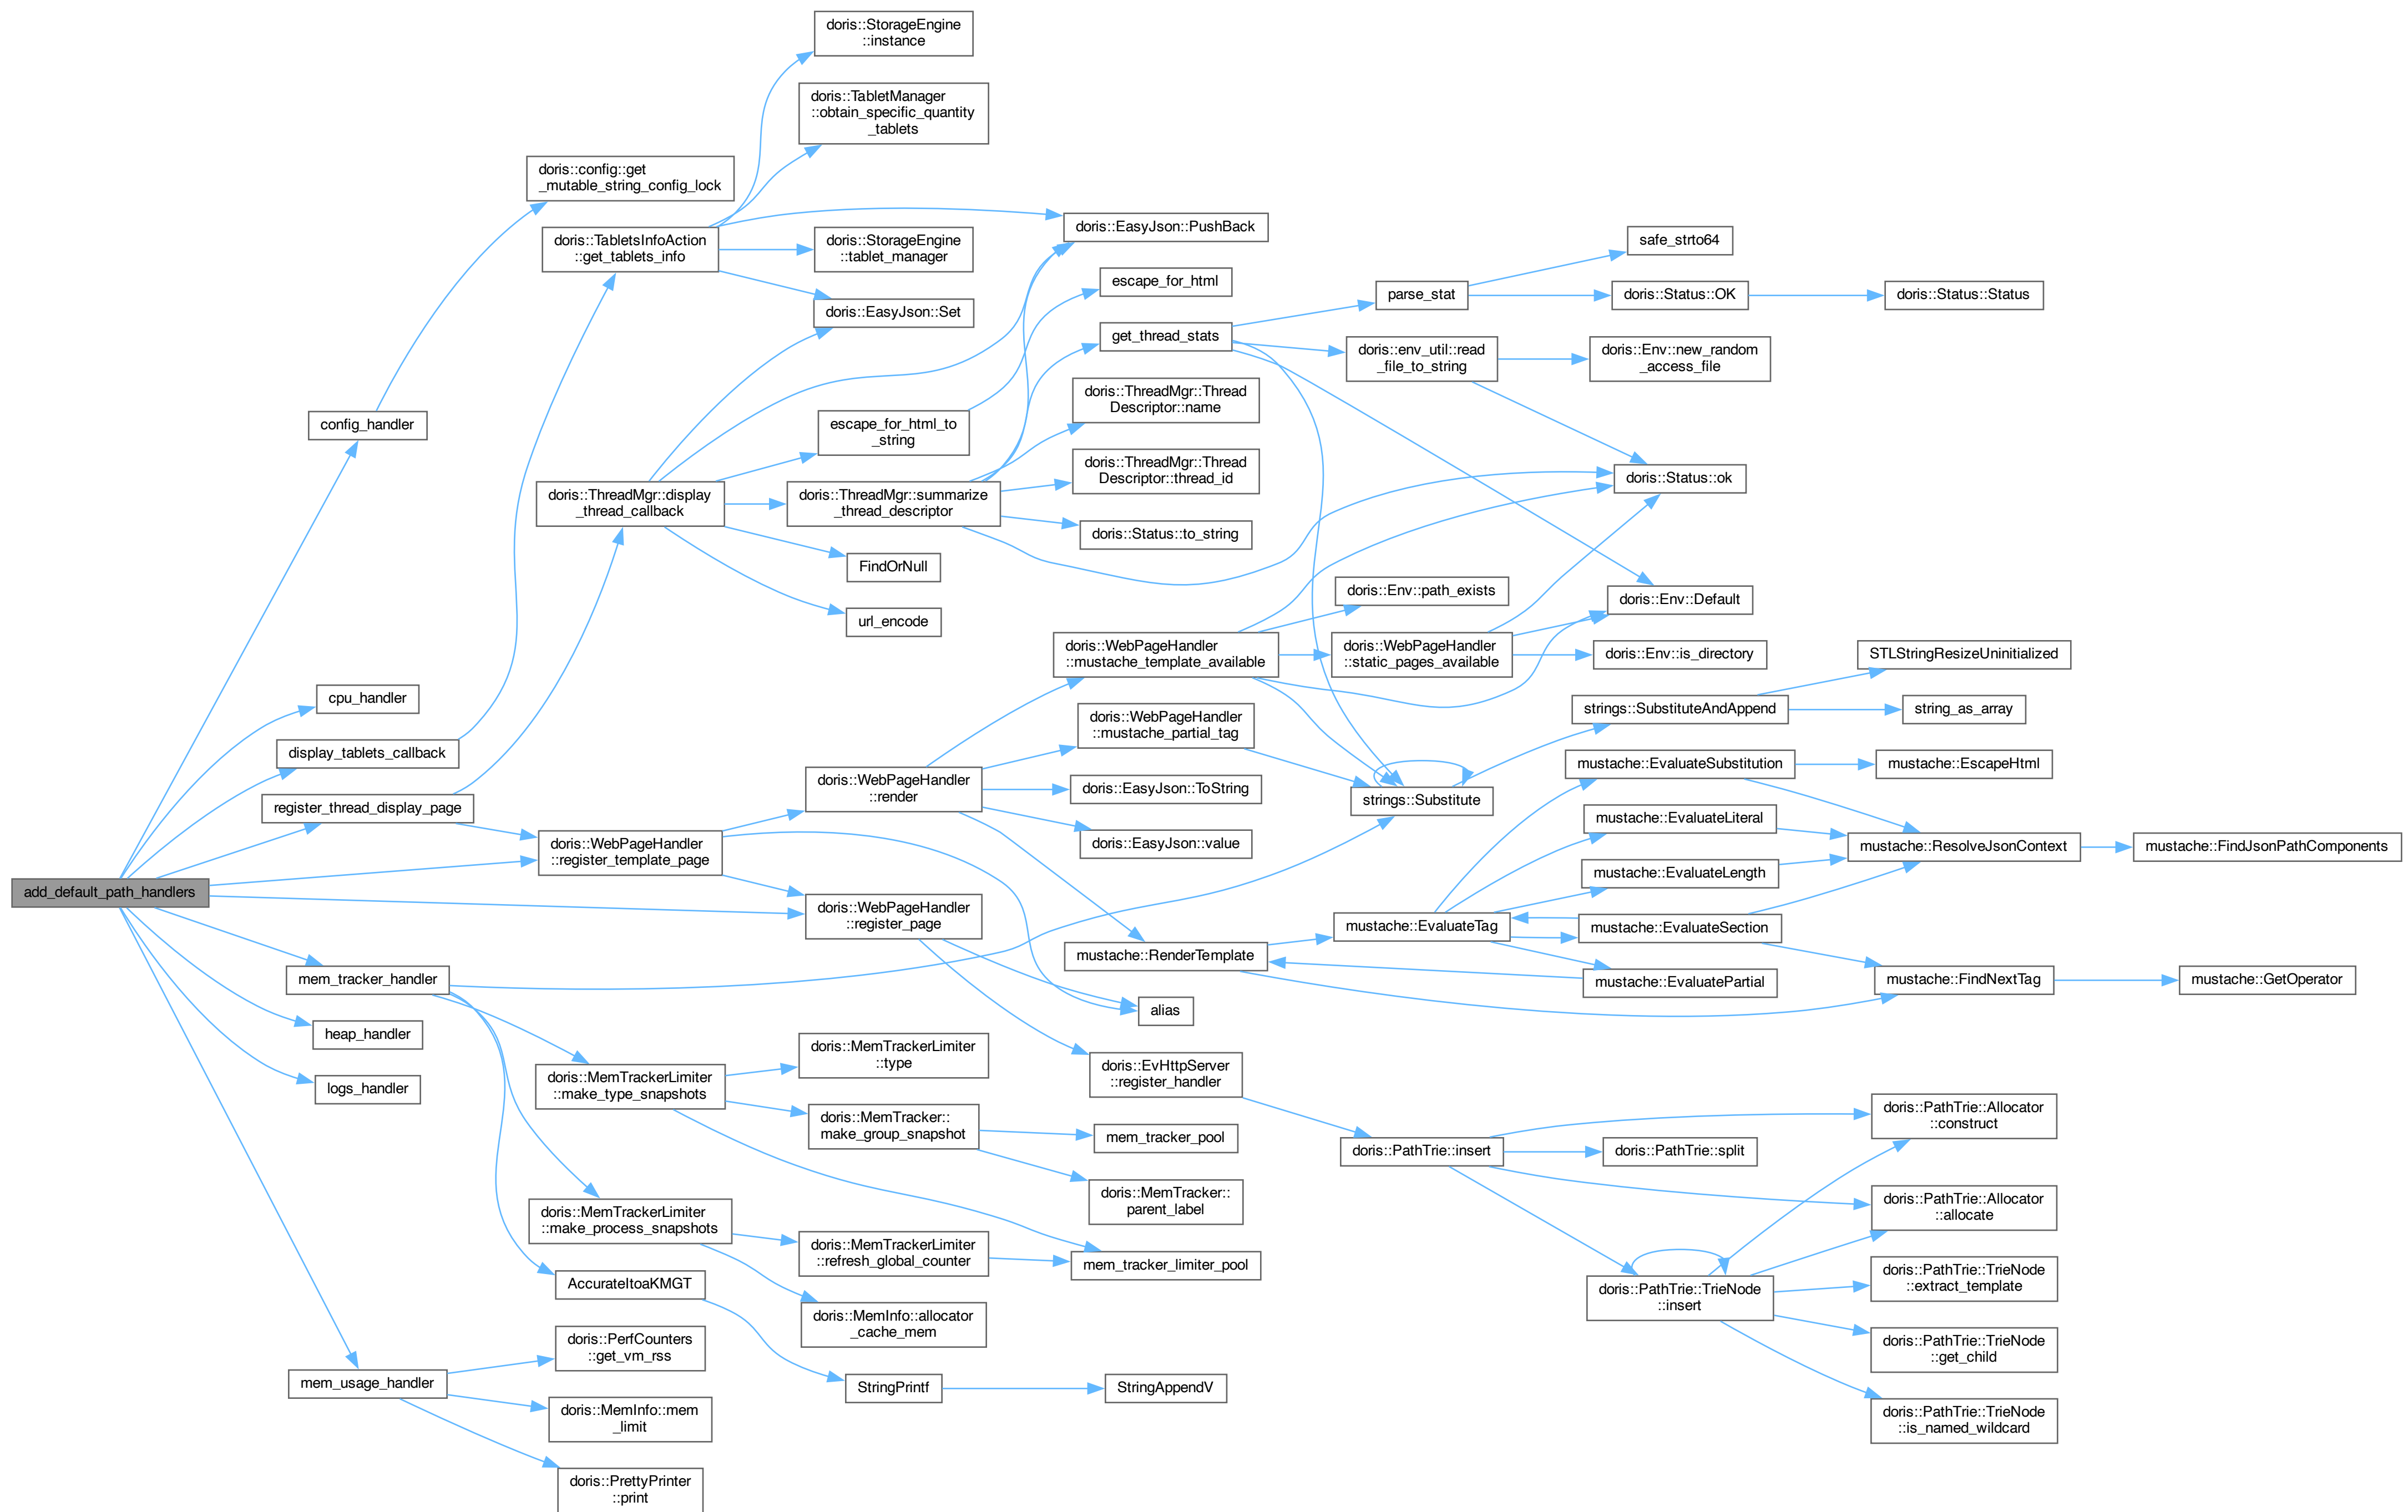 doris::StorageEngine
::instance
doris::TabletManager
::obtain_specific_quantity
_tablets
doris::config::get
_mutable_string_config_lock
doris::TabletsInfoAction
::get_tablets_info
doris::StorageEngine
::tablet_manager
doris::EasyJson::PushBack
doris::EasyJson::Set
escape_for_html
safe_strto64
parse_stat
doris::Status::OK
doris::Status::Status
get_thread_stats
doris::env_util::read
_file_to_string
doris::Env::new_random
_access_file
config_handler
escape_for_html_to
_string
doris::ThreadMgr::Thread
Descriptor::name
doris::ThreadMgr::display
_thread_callback
doris::ThreadMgr::summarize
_thread_descriptor
doris::ThreadMgr::Thread
Descriptor::thread_id
doris::Status::ok
doris::Status::to_string
FindOrNull
url_encode
doris::Env::path_exists
doris::Env::Default
doris::WebPageHandler
::mustache_template_available
doris::WebPageHandler
::static_pages_available
doris::Env::is_directory
STLStringResizeUninitialized
cpu_handler
doris::WebPageHandler
::mustache_partial_tag
strings::SubstituteAndAppend
string_as_array
display_tablets_callback
doris::WebPageHandler
::render
doris::EasyJson::ToString
strings::Substitute
mustache::EvaluateSubstitution
mustache::EscapeHtml
register_thread_display_page
doris::WebPageHandler
::register_template_page
doris::EasyJson::value
mustache::EvaluateLiteral
mustache::ResolveJsonContext
mustache::FindJsonPathComponents
mustache::EvaluateLength
add_default_path_handlers
doris::WebPageHandler
::register_page
mustache::EvaluateTag
mustache::EvaluateSection
mustache::RenderTemplate
mustache::EvaluatePartial
mustache::FindNextTag
mustache::GetOperator
mem_tracker_handler
alias
heap_handler
doris::MemTrackerLimiter
::type
doris::EvHttpServer
::register_handler
logs_handler
doris::MemTrackerLimiter
::make_type_snapshots
doris::MemTracker::
make_group_snapshot
mem_tracker_pool
doris::PathTrie::insert
doris::PathTrie::split
doris::PathTrie::Allocator
::construct
doris::MemTracker::
parent_label
doris::PathTrie::Allocator
::allocate
doris::MemTrackerLimiter
::make_process_snapshots
doris::MemTrackerLimiter
::refresh_global_counter
mem_tracker_limiter_pool
AccurateItoaKMGT
doris::PathTrie::TrieNode
::insert
doris::PathTrie::TrieNode
::extract_template
doris::MemInfo::allocator
_cache_mem
doris::PerfCounters
::get_vm_rss
doris::PathTrie::TrieNode
::get_child
mem_usage_handler
StringPrintf
StringAppendV
doris::MemInfo::mem
_limit
doris::PathTrie::TrieNode
::is_named_wildcard
doris::PrettyPrinter
::print